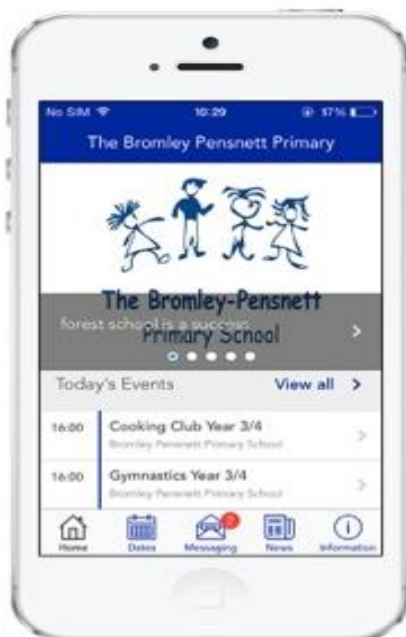 No SIM 10:29 17%
The Bromley Pensnett Primary
The Bromley-Pensnett
Primary School
forest school is a success
Today's Events View all
16:00 Cooking Club Year 3/4
Bromley Pensnett Primary School
16:00 Gymnastics Year 3/4
Bromley Pensnett Primary School
2
Home Dates Messaging News Information